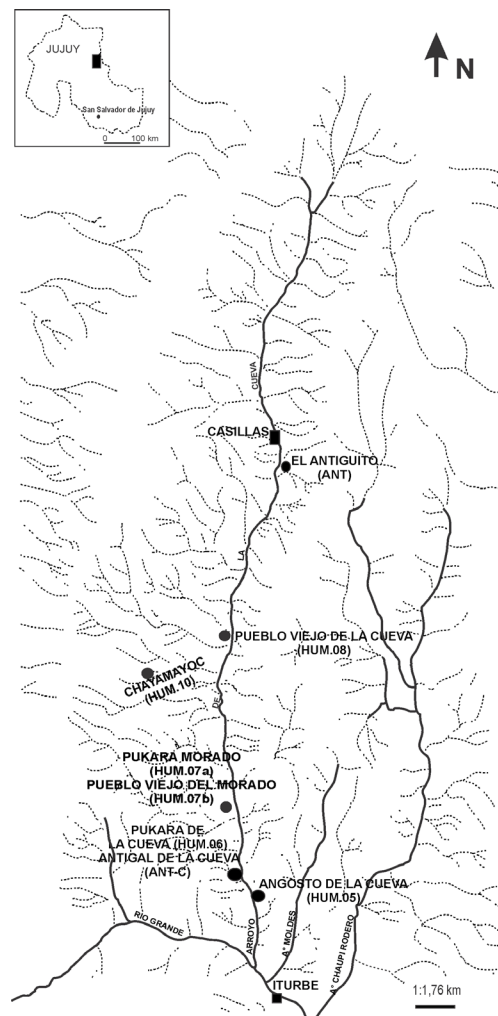 JUJUY
San Salvador de Jujuy
0 100 km
N
CUEVA
CASILLAS
EL ANTIGUITO
(ANT)
LA
PUEBLO VIEJO DE LA CUEVA
(HUM.08)
CHAYAMAYOC
(HUM.10)
DE
PUKARA MORADO
(HUM.07a)
PUEBLO VIEJO DEL MORADO
(HUM.07b)
PUKARA DE
LA CUEVA (HUM.06)
ANTIGAL DE LA CUEVA
(ANT-C)
ANGOSTO DE LA CUEVA
(HUM.05)
RÍO GRANDE
ARROYO
A° MOLDES
A° CHAUPI RODERO
ITURBE
1:1,76 km